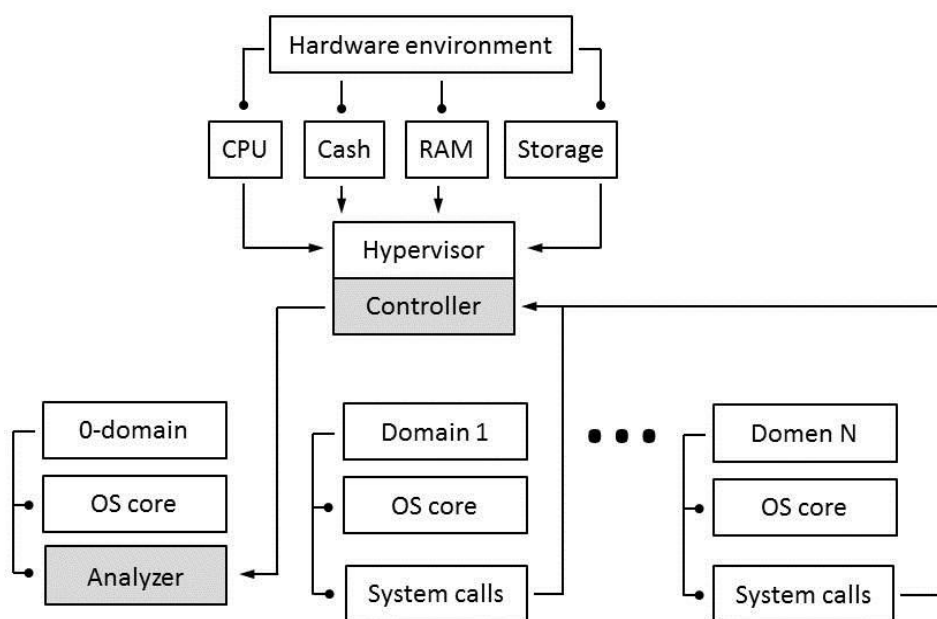 Hardware environment
CPU
Cash
RAM
Storage
Hypervisor
Controller
0-domain
OS core
Analyzer
Domain 1
OS core
System calls
Domen N
OS core
System calls